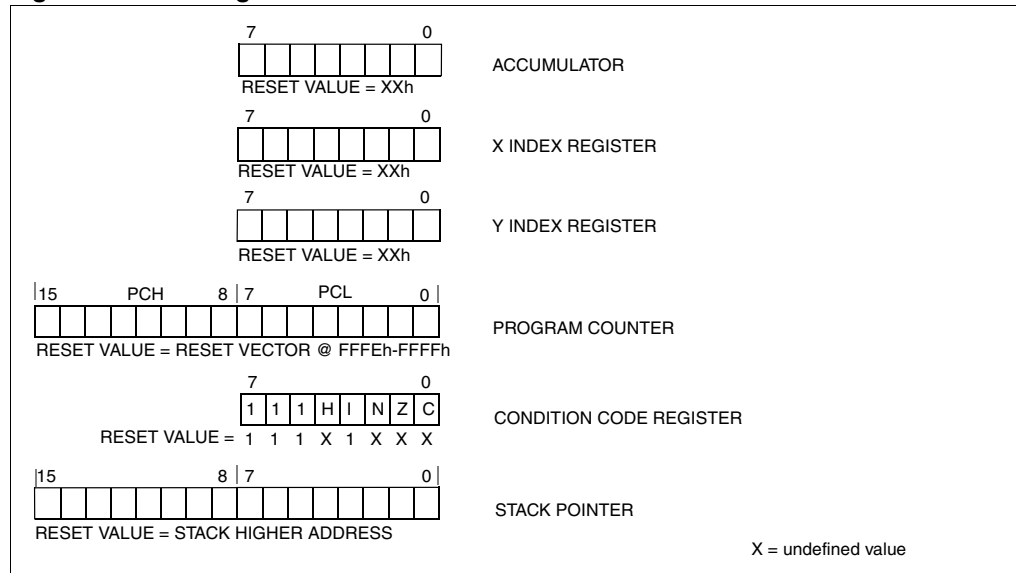 7 0
ACCUMULATOR
RESET VALUE = XXh
7 0
X INDEX REGISTER
RESET VALUE = XXh
7 0
Y INDEX REGISTER
RESET VALUE = XXh
15 PCH 8 7 PCL 0
PROGRAM COUNTER
RESET VALUE = RESET VECTOR @ FFFEh-FFFFh
7 0
1 1 1 H I N Z C
CONDITION CODE REGISTER
RESET VALUE = 1 1 1 X 1 X X X
15 8 7 0
STACK POINTER
RESET VALUE = STACK HIGHER ADDRESS
X = undefined value